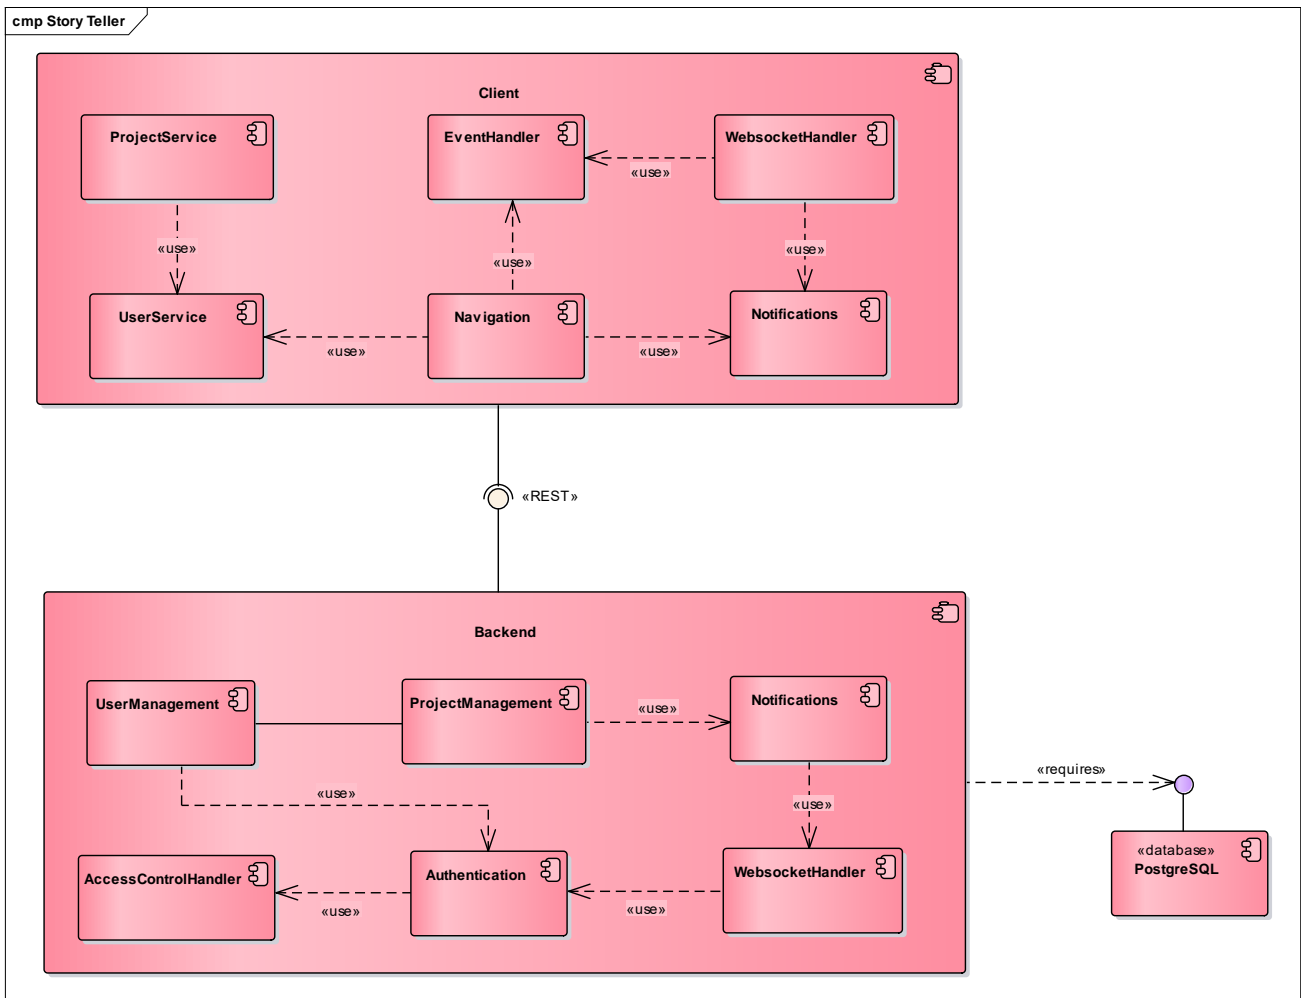 cmp Story Teller
Client
ProjectService
EventHandler
WebsocketHandler
«use»
«use»
«use»
«use»
UserService
Navigation
Notifications
«use»
«use»
«REST»
Backend
UserManagement
ProjectManagement
Notifications
«use»
«requires»
«use»
«use»
«database»
PostgreSQL
AccessControlHandler
Authentication
WebsocketHandler
«use»
«use»